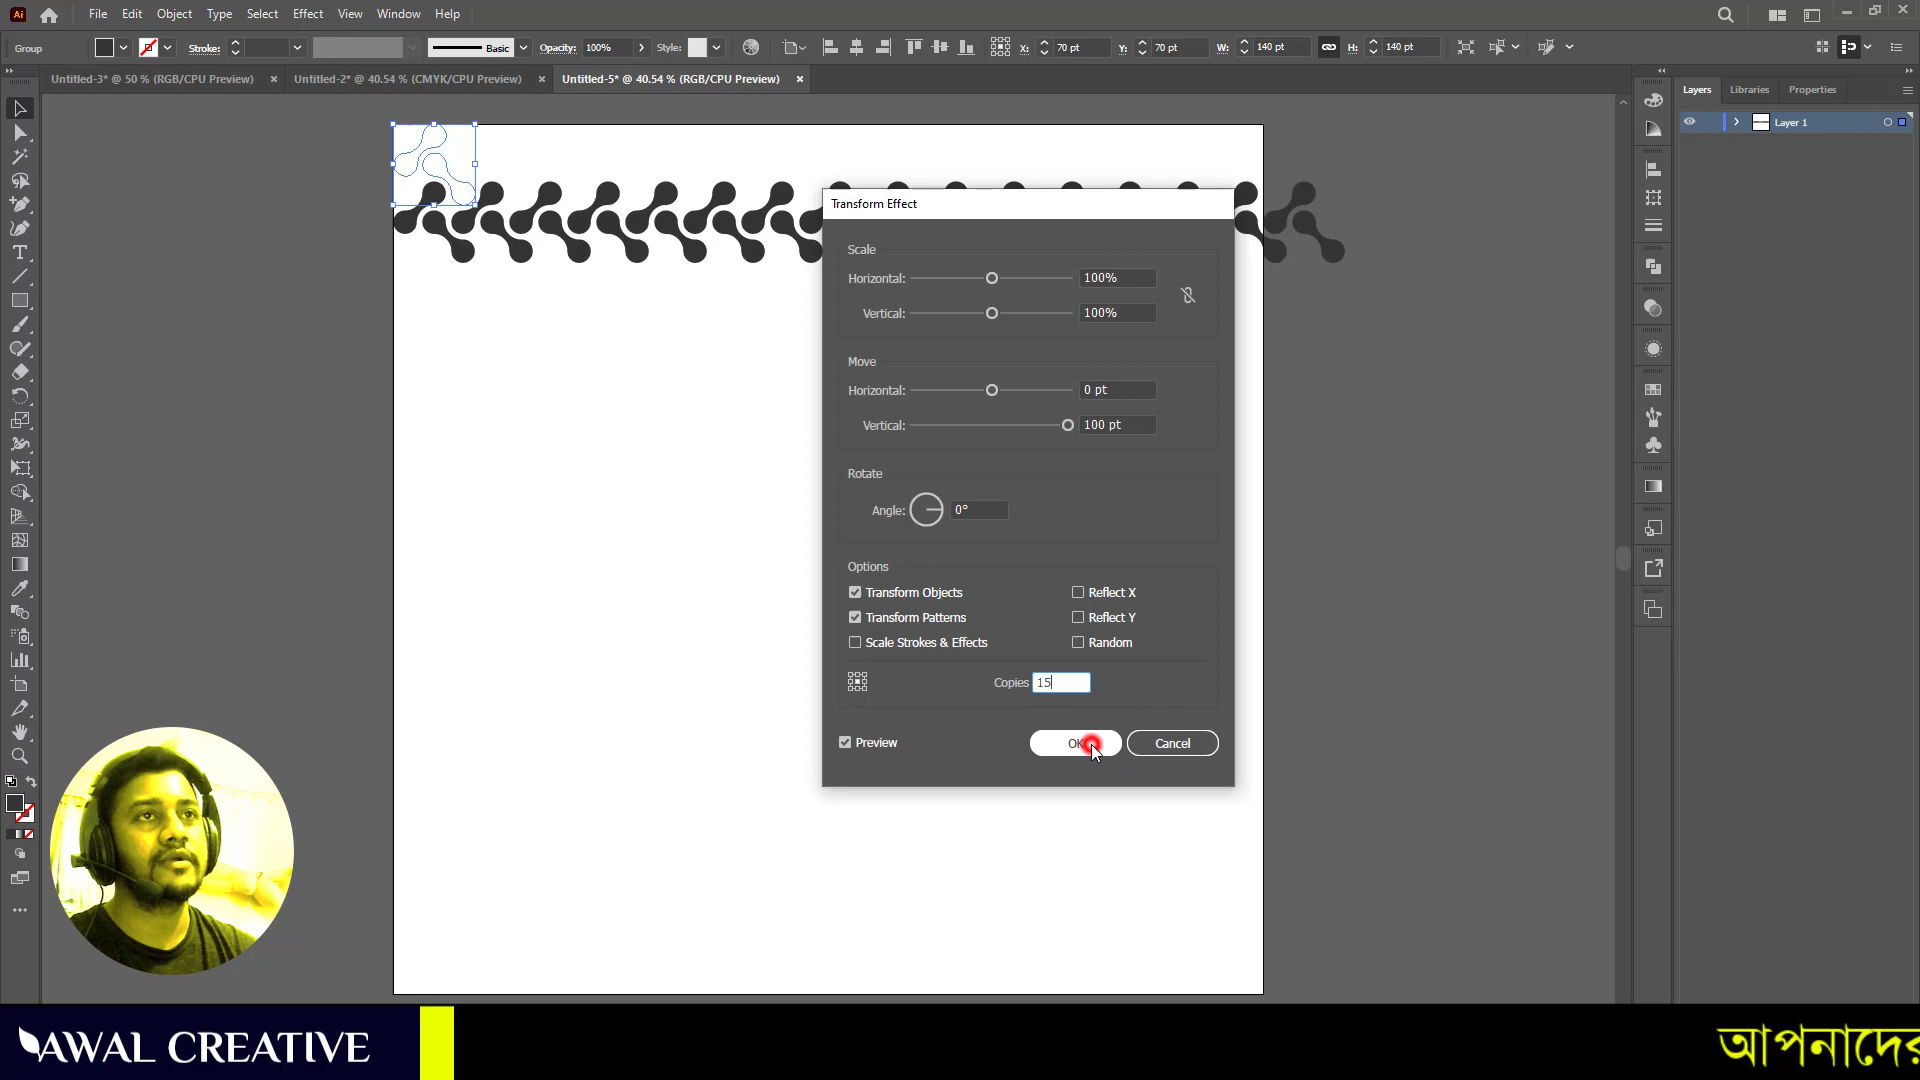 Ai File Edit Object Type Select Effect View Window Help
Group Stroke: Basic Opacity: 100% Style: X: 70 pt Y: 70 pt W: 140 pt H: 140 pt
Untitled-3* @ 50 % (RGB/CPU Preview) × Untitled-2* @ 40.54 % (CMYK/CPU Preview) × Untitled-5* @ 40.54 % (RGB/CPU Preview) ×
Layers Libraries Properties
Layer 1
Transform Effect
Scale
Horizontal: 100%
Vertical: 100%
Move
Horizontal: 0 pt
Vertical: 100 pt
Rotate
Angle: 0°
Options
Transform Objects Reflect X
Transform Patterns Reflect Y
Scale Strokes & Effects Random
Copies 15
Preview OK Cancel
AWAL CREATIVE
আপনাদের